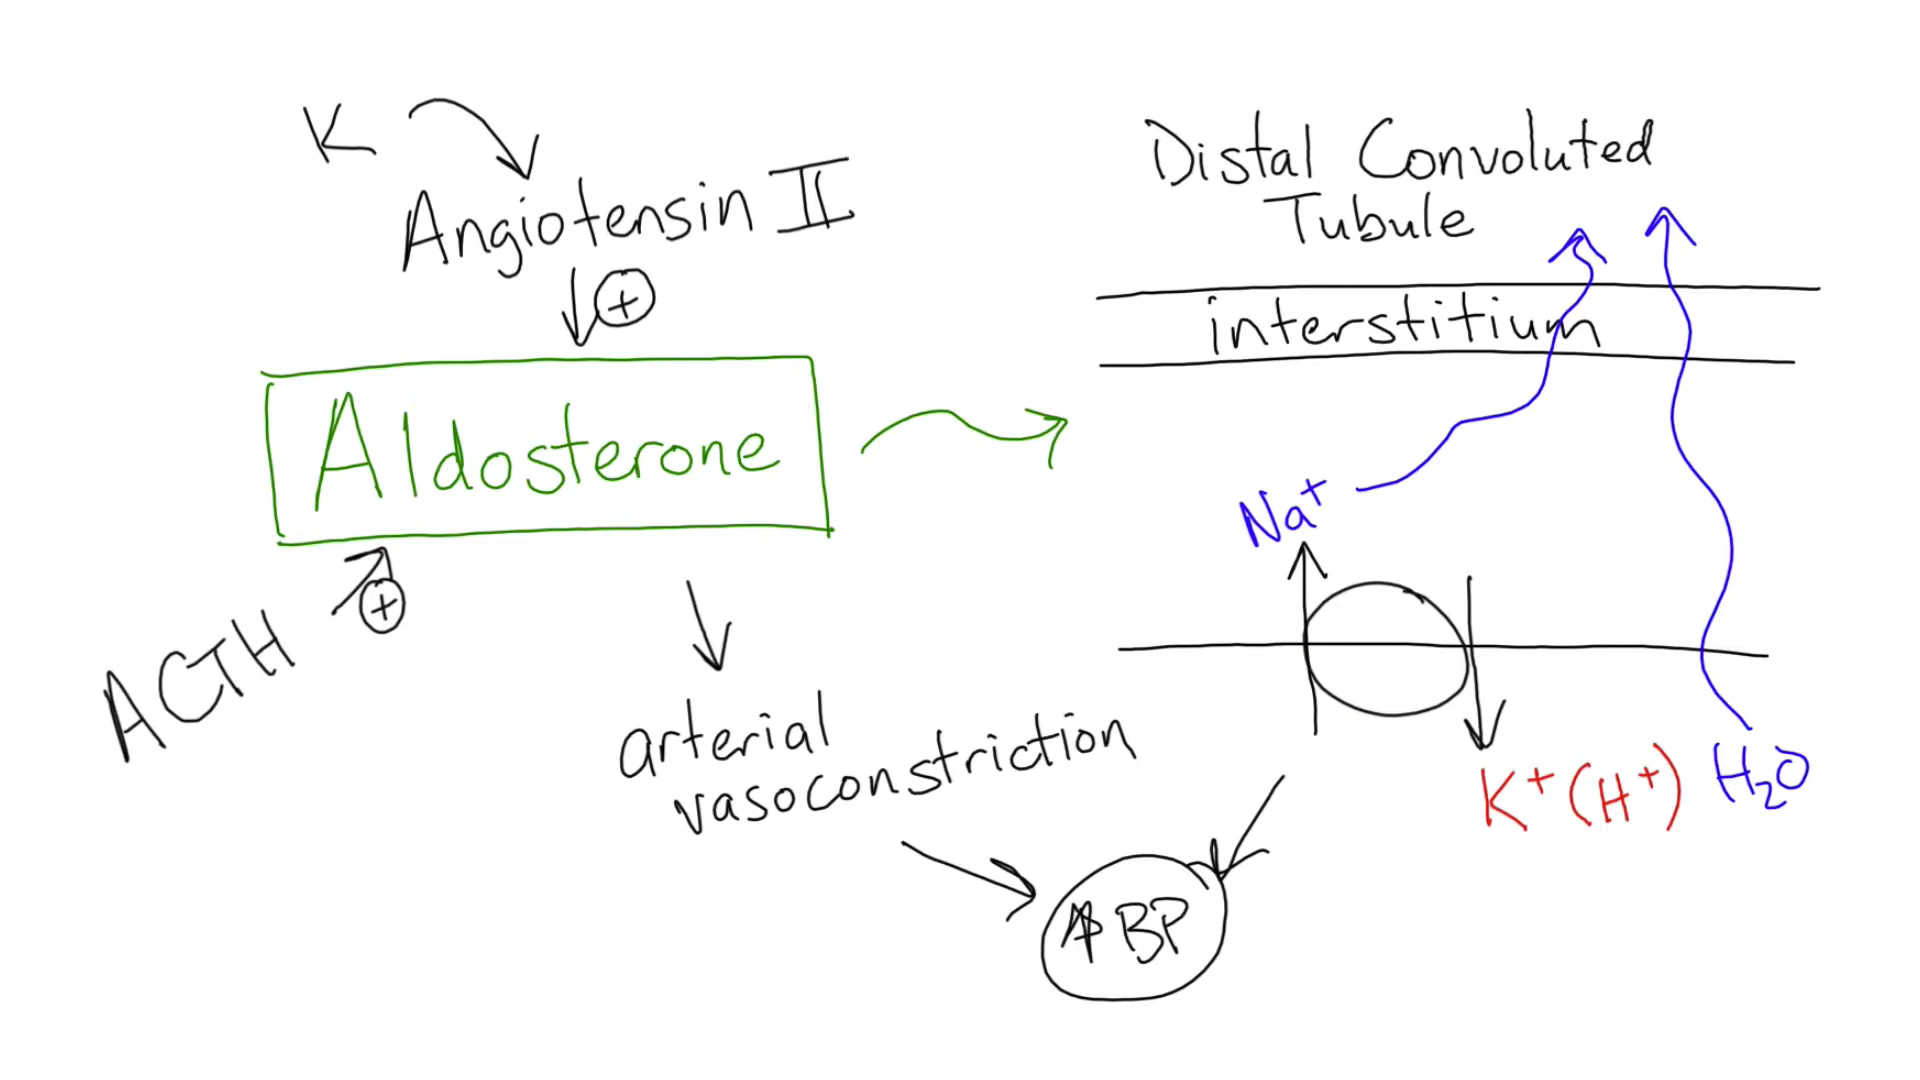 K
Angiotensin II
+
Aldosterone
+
ACTH
arterial
vasoconstriction
↑ BP
Distal Convoluted
Tubule
interstitium
Na⁺
K⁺ (H⁺)
H₂O